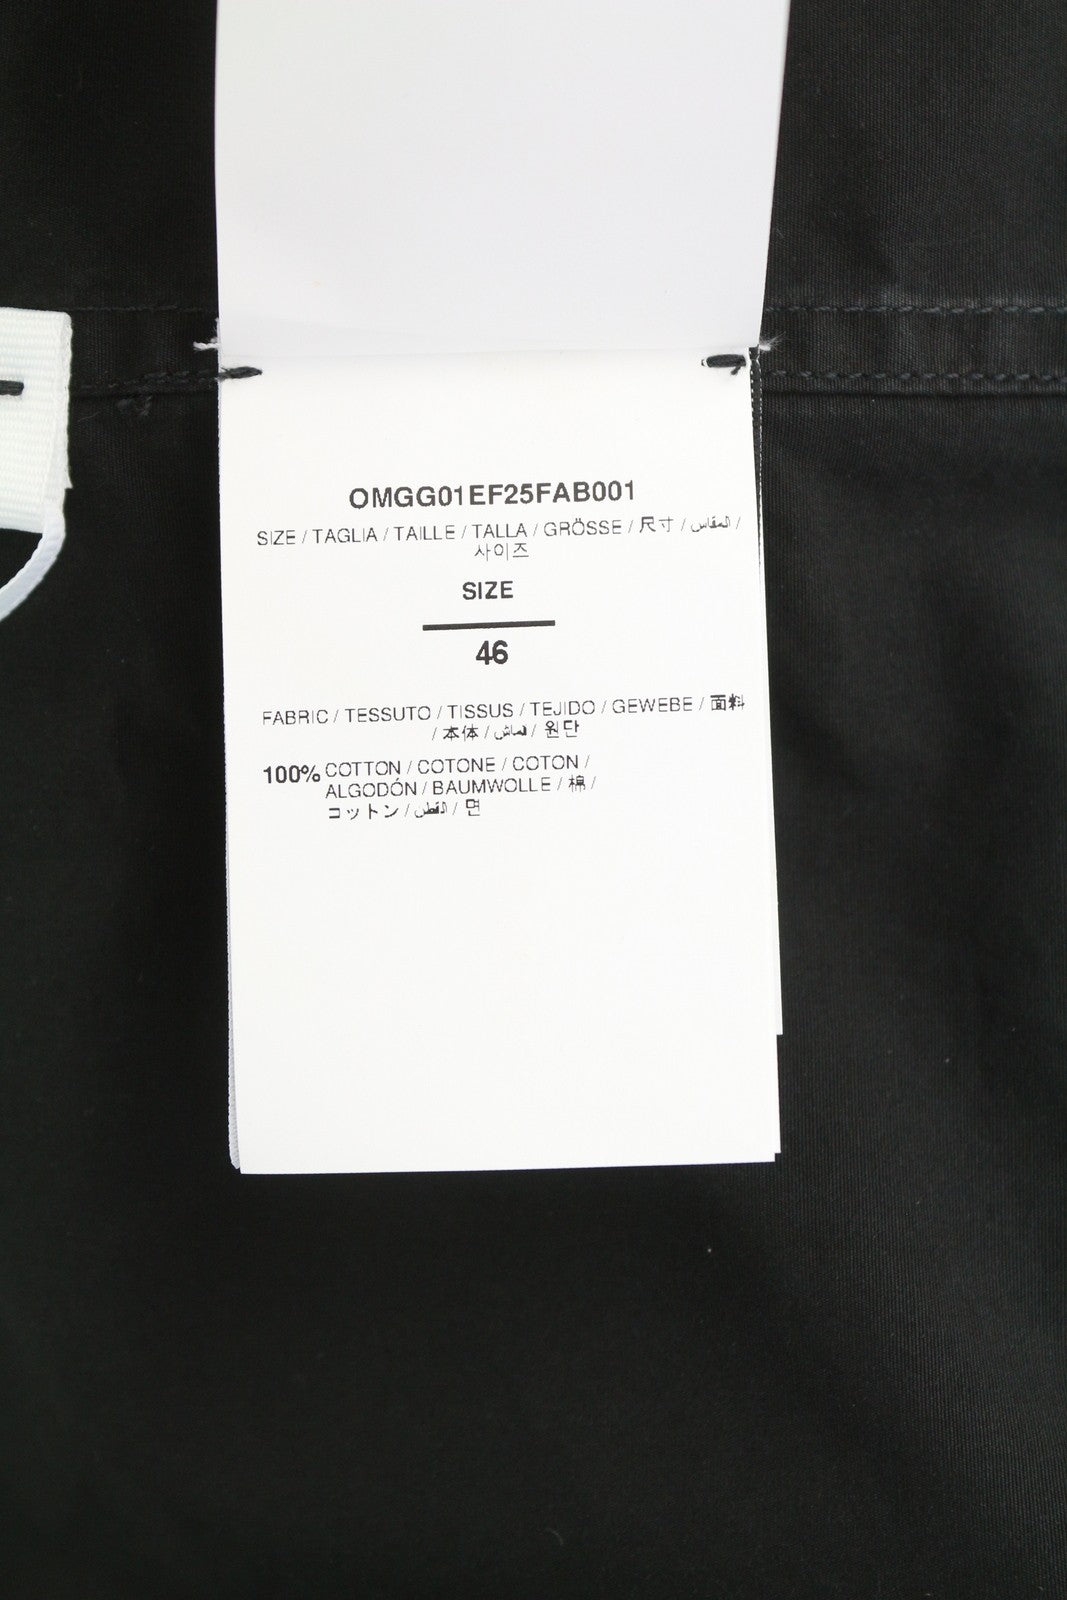 OMGG01EF25FAB001
SIZE / TAGLIA / TAILLE / TALLA / GRÖSSE / 尺寸 / المقاس /
사이즈
SIZE
46
FABRIC / TESSUTO / TISSUS / TEJIDO / GEWEBE / 面料
/ 本体 / قماش / 원단
100% COTTON / COTONE / COTON /
ALGODÓN / BAUMWOLLE / 棉 /
コットン / القطن / 면